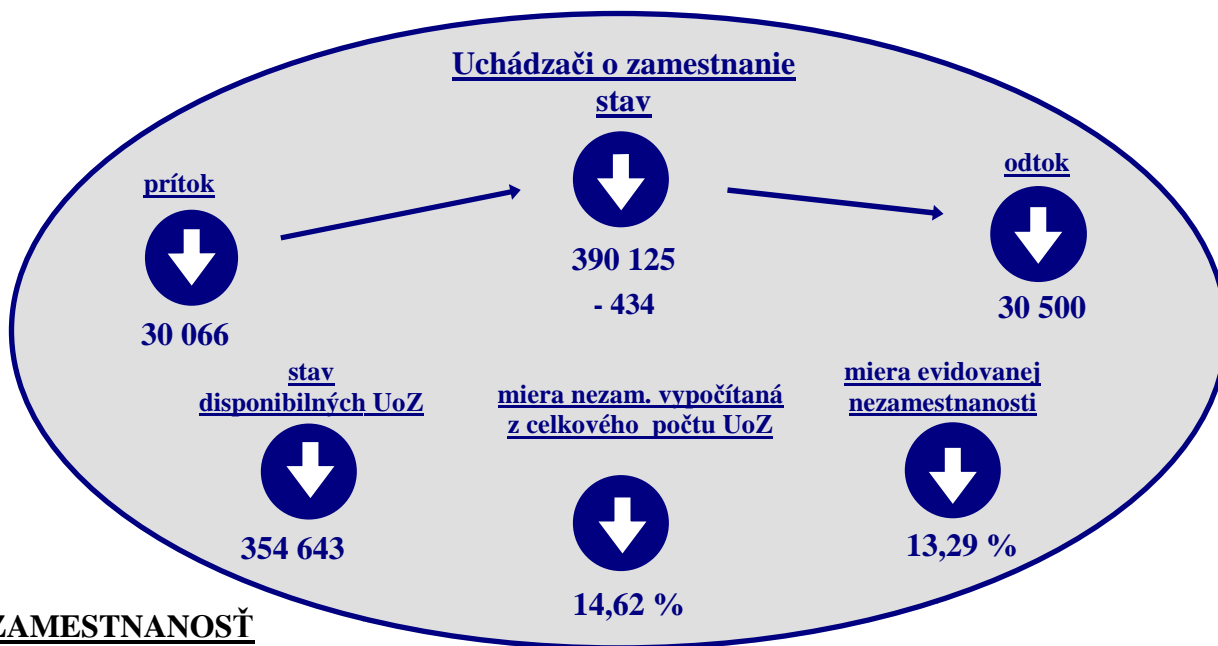 Uchádzači o zamestnanie
stav
390 125
- 434
prítok
30 066
odtok
30 500
stav
disponibilných UoZ
354 643
miera nezam. vypočítaná
z celkového počtu UoZ
14,62 %
miera evidovanej
nezamestnanosti
13,29 %
ZAMESTNANOSŤ